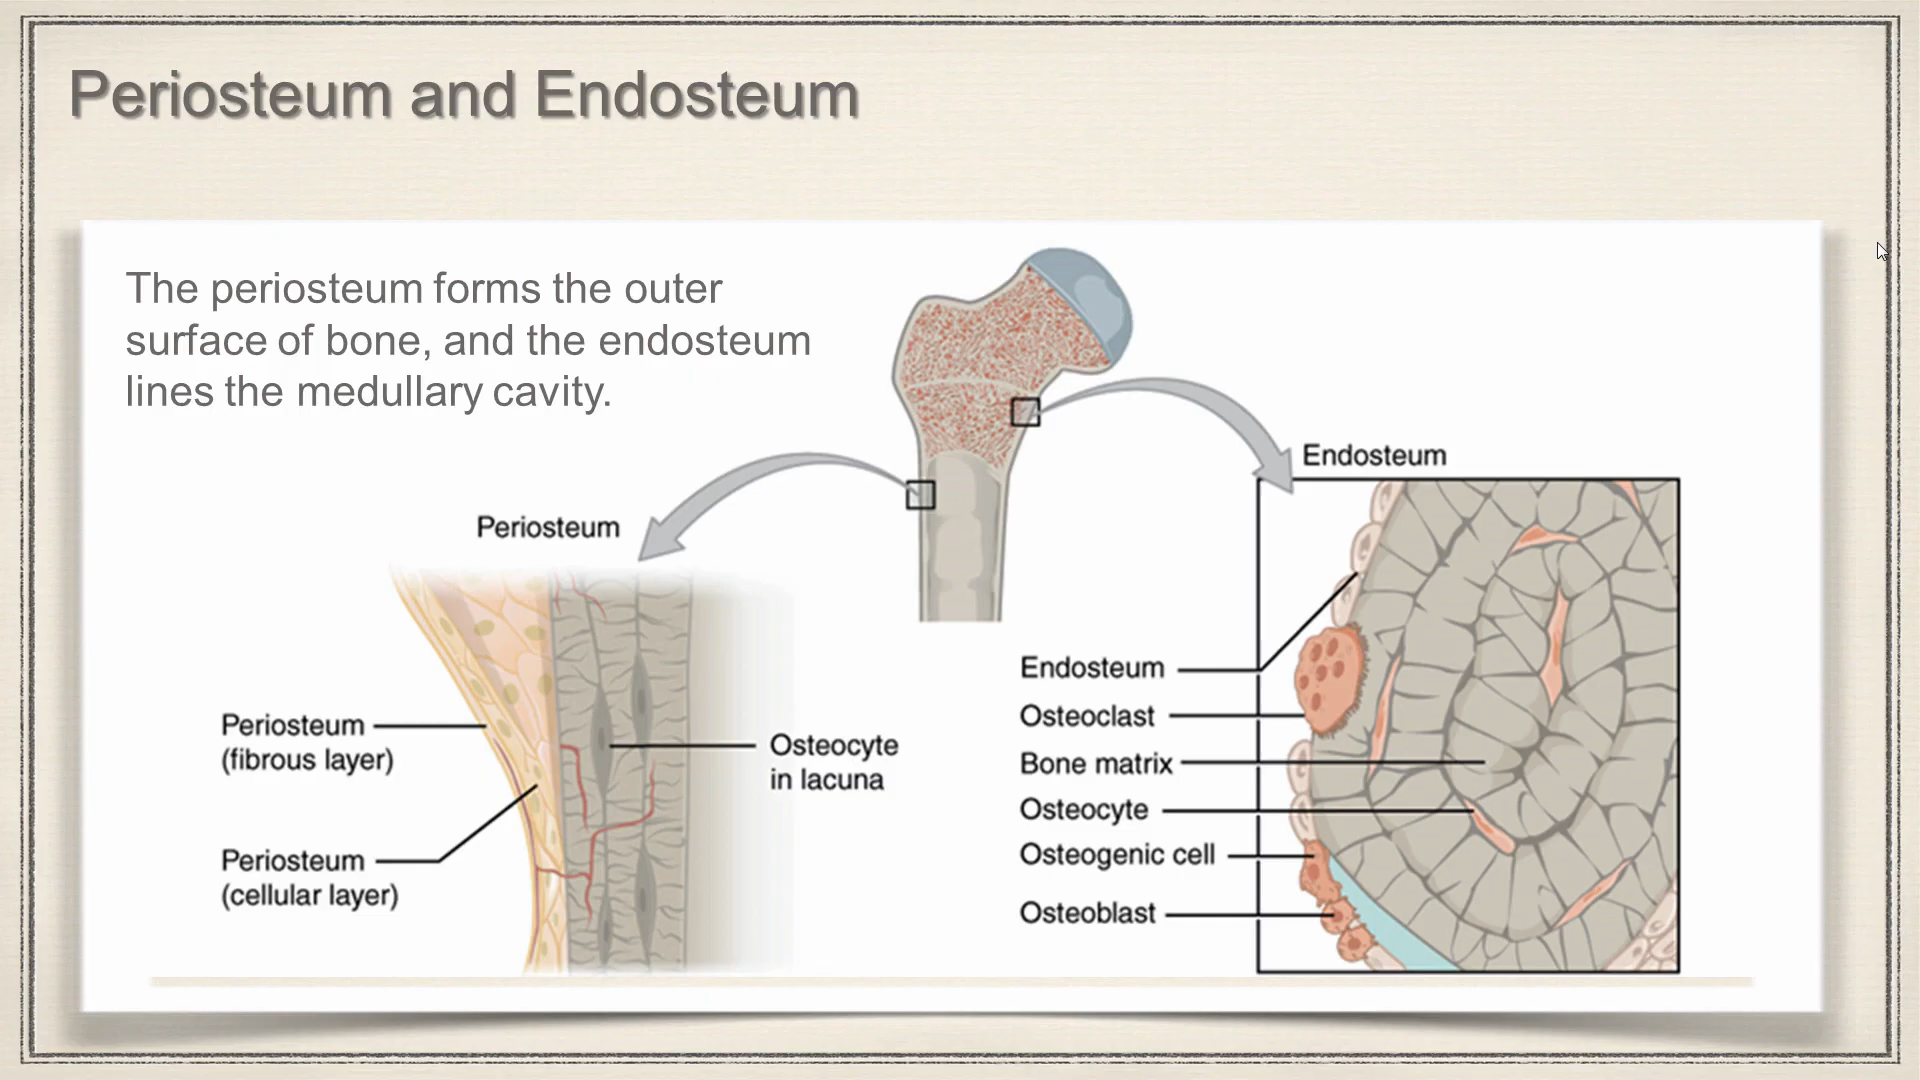 Periosteum and Endosteum
The periosteum forms the outer
surface of bone, and the endosteum
lines the medullary cavity.
Periosteum
Periosteum
(fibrous layer)
Periosteum
(cellular layer)
Osteocyte
in lacuna
Endosteum
Endosteum
Osteoclast
Bone matrix
Osteocyte
Osteogenic cell
Osteoblast